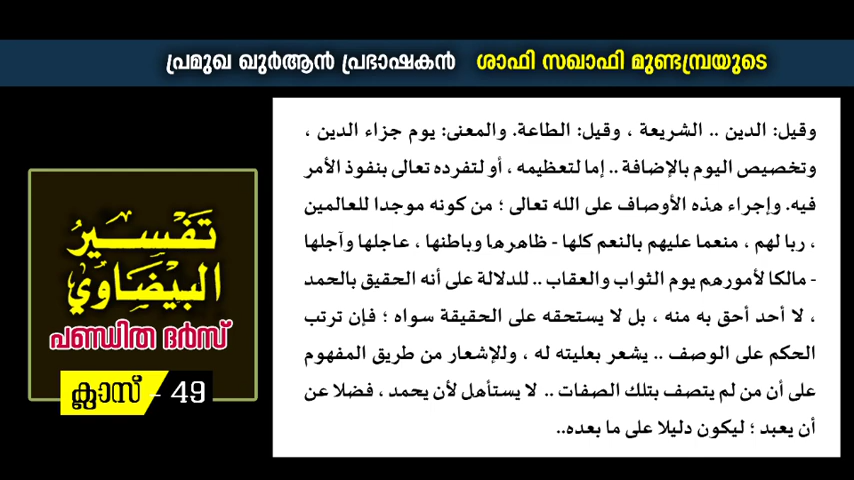 പ്രമുഖ ഖുർആൻ പ്രഭാഷകൻ ശാഫി സഖാഫി മുണ്ടമ്പ്രയുടെ
تَفْسِيرُ
البَيْضَاوِي
പണ്ഡിത ദർസ്
ക്ലാസ് - 49
وقيل: الدين .. الشريعة ، وقيل: الطاعة. والمعنى: يوم جزاء الدين ،
وتخصيص اليوم بالإضافة .. إما لتعظيمه ، أو لتفرده تعالى بنفوذ الأمر
فيه. وإجراء هذه الأوصاف على الله تعالى ؛ من كونه موجدا للعالمين
، ربا لهم ، منعما عليهم بالنعم كلها - ظاهرها وباطنها ، عاجلها وآجلها
- مالكا لأمورهم يوم الثواب والعقاب .. للدلالة على أنه الحقيق بالحمد
، لا أحد أحق به منه ، بل لا يستحقه على الحقيقة سواه ؛ فإن ترتب
الحكم على الوصف .. يشعر بعليته له ، وللإشعار من طريق المفهوم
على أن من لم يتصف بتلك الصفات .. لا يستأهل لأن يحمد ، فضلا عن
أن يعبد ؛ ليكون دليلا على ما بعده..